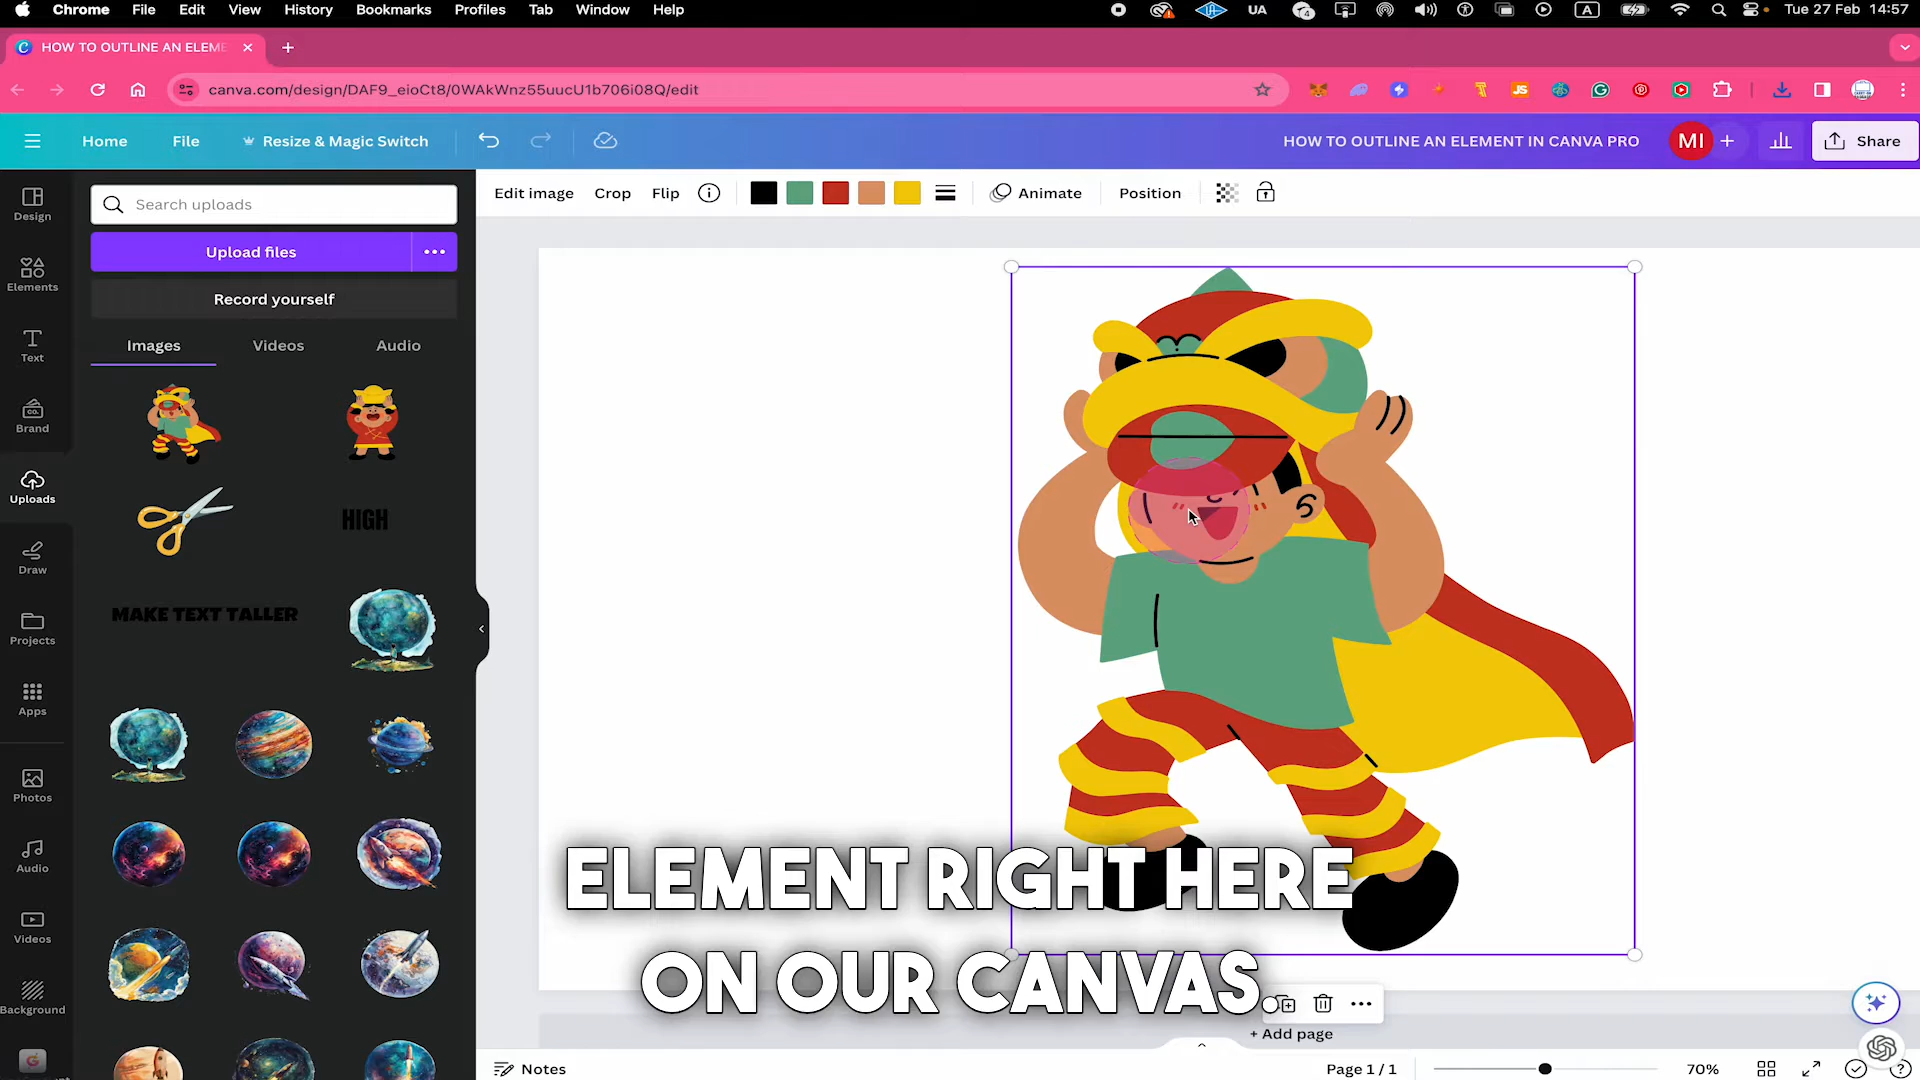 Chrome File Edit View History Bookmarks Profiles Tab Window Help UA 4 A Tue 27 Feb 14:57
HOW TO OUTLINE AN ELEME
canva.com/design/DAF9_eioCt8/0WAkWnz55uucU1b706i08Q/edit
Home File Resize & Magic Switch HOW TO OUTLINE AN ELEMENT IN CANVA PRO MI Share
Edit image Crop Flip Animate Position
Search uploads
Upload files
Record yourself
Images Videos Audio
Design
Elements
Text
Brand
Uploads
Draw
Projects
Apps
Photos
Audio
Videos
Background
HIGH
MAKE TEXT TALLER
ELEMENT RIGHT HERE
ON OUR CANVAS.
+ Add page
Notes Page 1 / 1 70%